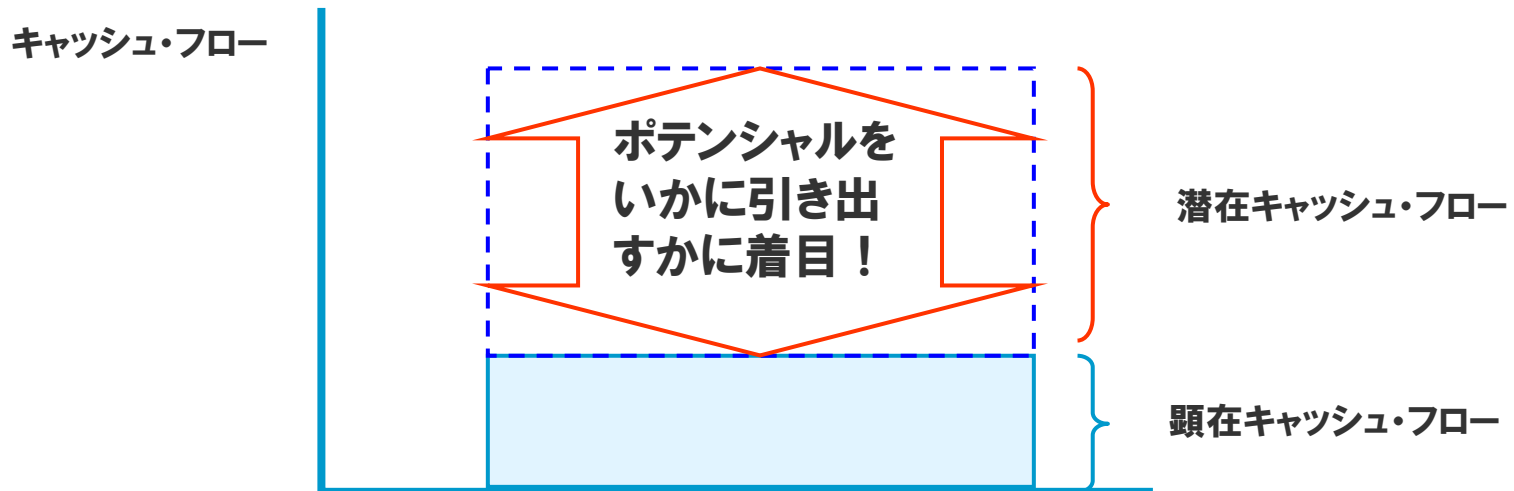 キャッシュ・フロー
ポテンシャルを
いかに引き出
すかに着目！
潜在キャッシュ・フロー
顕在キャッシュ・フロー